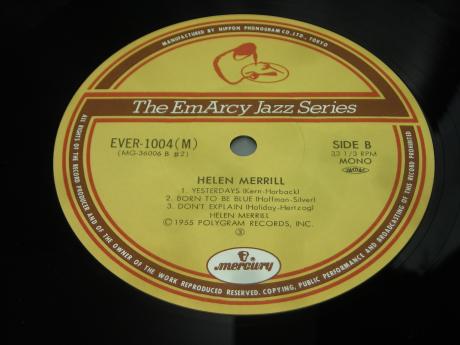 MANUFACTURED BY NIPPON PHONOGRAM CO., LTD., TOKYO
The EmArcy Jazz Series
EVER-1004(M)
(MG-36006 B #2)
SIDE B
33 1/3 RPM
MONO
HELEN MERRILL
1. YESTERDAYS (Kern-Harback)
2. BORN TO BE BLUE (Hoffman-Silver)
3. DON'T EXPLAIN (Holiday-Herzog)
HELEN MERRILL
©1955 POLYGRAM RECORDS, INC.
③
mercury
ALL RIGHTS OF THE RECORD PRODUCER AND OF THE OWNER OF THE WORK REPRODUCED RESERVED. COPYING, PUBLIC PERFORMANCE AND BROADCASTING OF THIS RECORD PROHIBITED